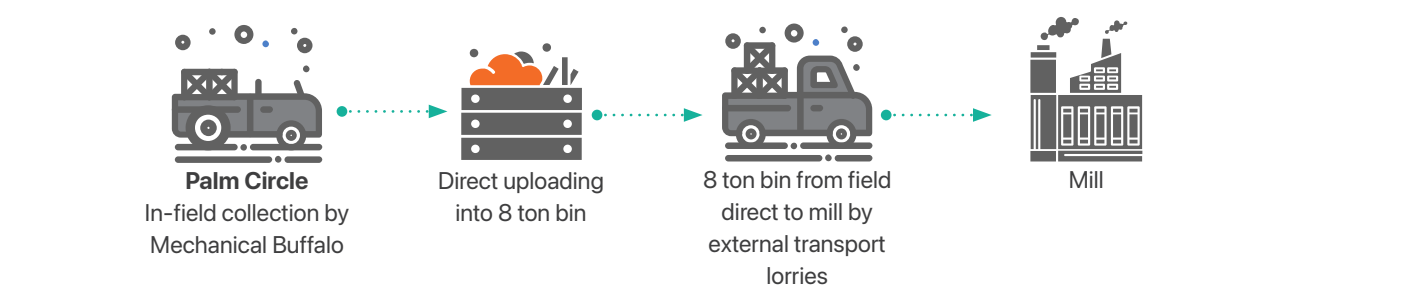 Palm Circle
In-field collection by
Mechanical Buffalo
Direct uploading
into 8 ton bin
8 ton bin from field
direct to mill by
external transport
lorries
Mill